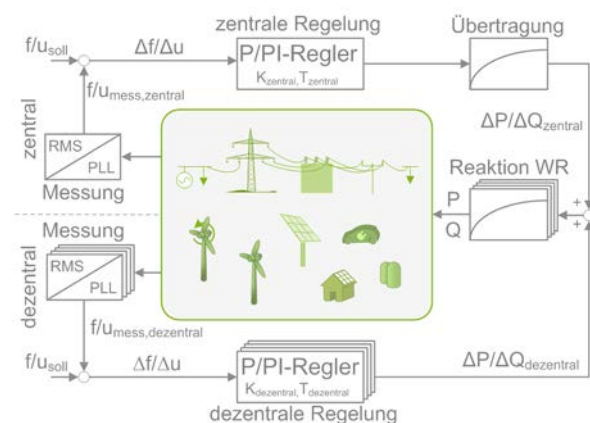 zentrale Regelung
Übertragung
f/u_soll
Δf/Δu
P/PI-Regler
K_zentral, T_zentral
f/u_mess,zentral
ΔP/ΔQ_zentral
zentral
RMS
PLL
Messung
Reaktion WR
P
Q
+
+
Messung
dezentral
RMS
PLL
f/u_mess,dezentral
f/u_soll
Δf/Δu
P/PI-Regler
K_dezentral, T_dezentral
ΔP/ΔQ_dezentral
dezentrale Regelung